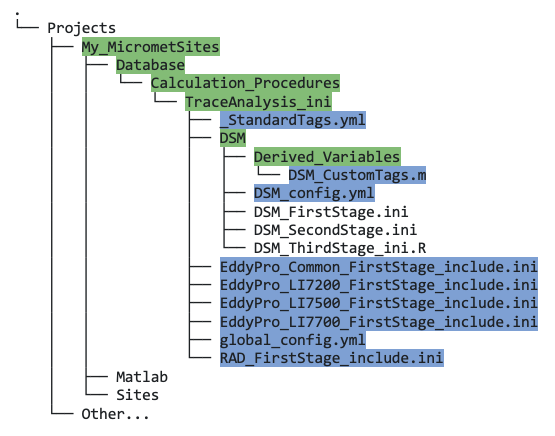 .
└── Projects
    ├── My_MicrometSites
    │   ├── Database
    │   │   └── Calculation_Procedures
    │   │       └── TraceAnalysis_ini
    │   │           ├── _StandardTags.yml
    │   │           ├── DSM
    │   │           │   ├── Derived_Variables
    │   │           │   │   └── DSM_CustomTags.m
    │   │           │   ├── DSM_config.yml
    │   │           │   ├── DSM_FirstStage.ini
    │   │           │   ├── DSM_SecondStage.ini
    │   │           │   └── DSM_ThirdStage_ini.R
    │   │           ├── EddyPro_Common_FirstStage_include.ini
    │   │           ├── EddyPro_LI7200_FirstStage_include.ini
    │   │           ├── EddyPro_LI7500_FirstStage_include.ini
    │   │           ├── EddyPro_LI7700_FirstStage_include.ini
    │   │           ├── global_config.yml
    │   │           └── RAD_FirstStage_include.ini
    │   ├── Matlab
    │   └── Sites
    └── Other...